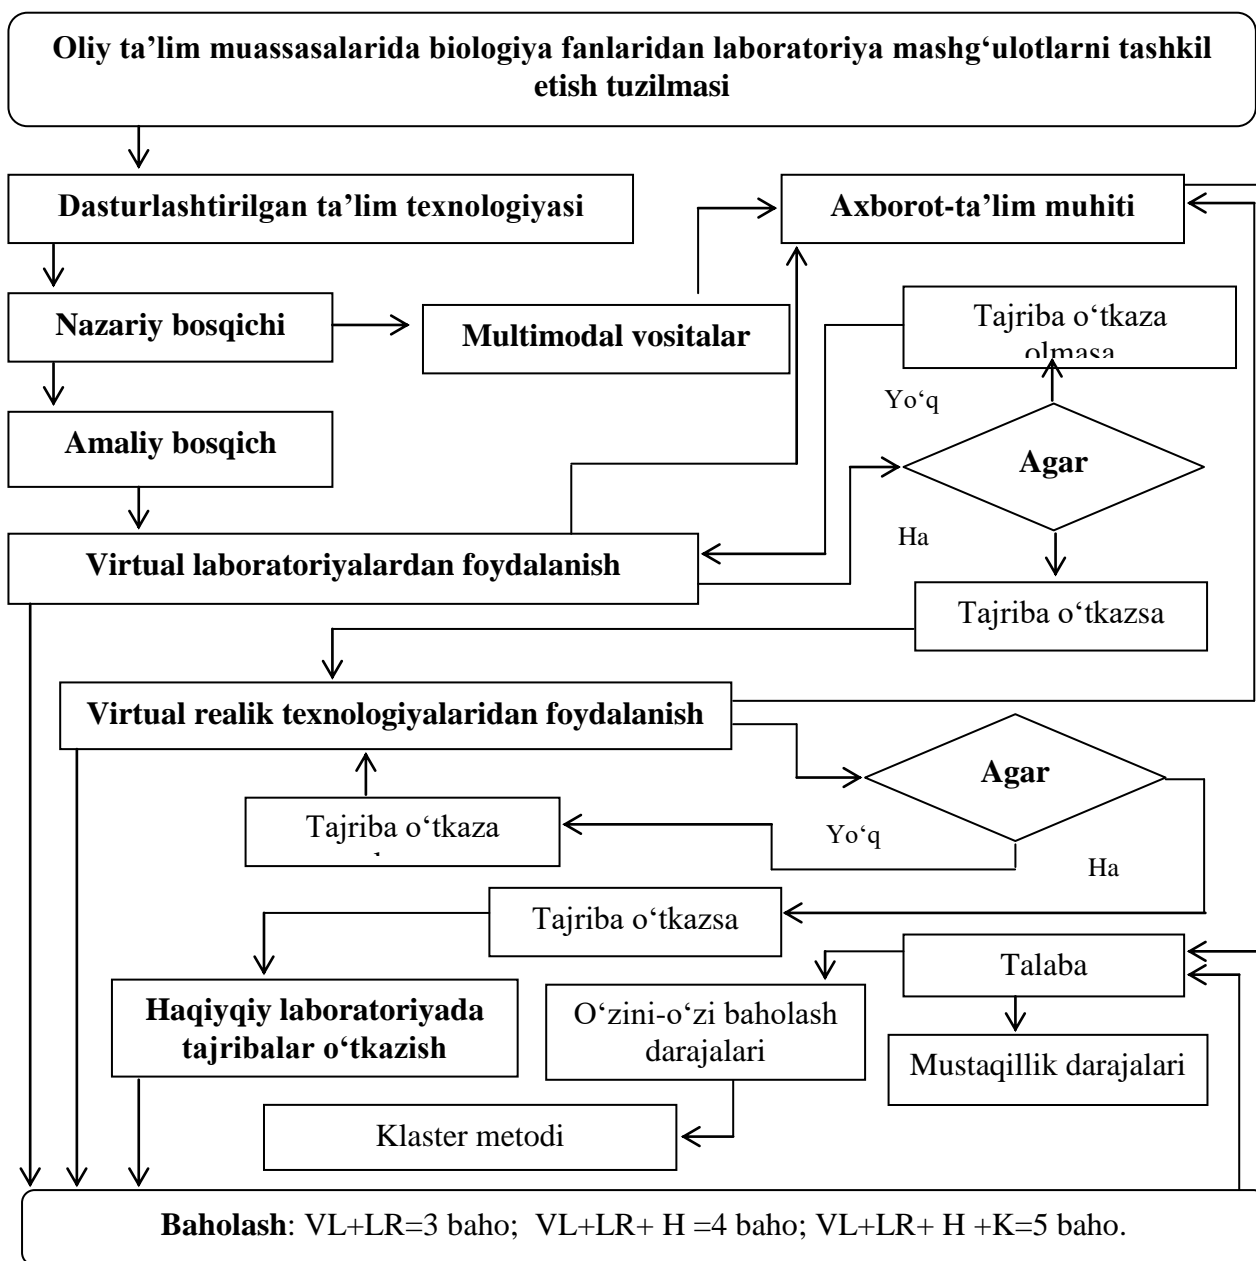 Oliy ta’lim muassasalarida biologiya fanlaridan laboratoriya mashg‘ulotlarni tashkil
etish tuzilmasi
Dasturlashtirilgan ta’lim texnologiyasi
Axborot-ta’lim muhiti
Nazariy bosqichi
Multimodal vositalar
Tajriba o‘tkaza
olmasa
Yo‘q
Amaliy bosqich
Agar
Ha
Virtual laboratoriyalardan foydalanish
Tajriba o‘tkazsa
Virtual realik texnologiyalaridan foydalanish
Agar
Tajriba o‘tkaza
Yo‘q
Ha
Tajriba o‘tkazsa
Talaba
Haqiyqiy laboratoriyada
tajribalar o‘tkazish
O‘zini-o‘zi baholash
darajalari
Mustaqillik darajalari
Klaster metodi
Baholash: VL+LR=3 baho; VL+LR+ H =4 baho; VL+LR+ H +K=5 baho.